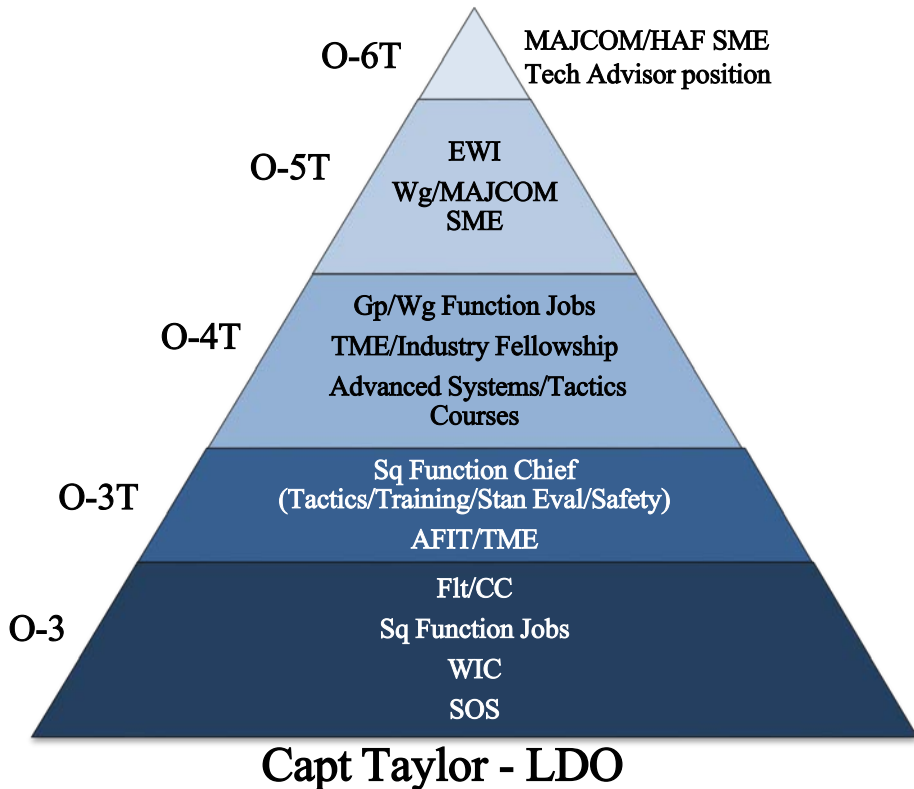 O-6T
MAJCOM/HAF SME
Tech Advisor position
O-5T
EWI
Wg/MAJCOM
SME
O-4T
Gp/Wg Function Jobs
TME/Industry Fellowship
Advanced Systems/Tactics
Courses
O-3T
Sq Function Chief
(Tactics/Training/Stan Eval/Safety)
AFIT/TME
O-3
Flt/CC
Sq Function Jobs
WIC
SOS
Capt Taylor - LDO